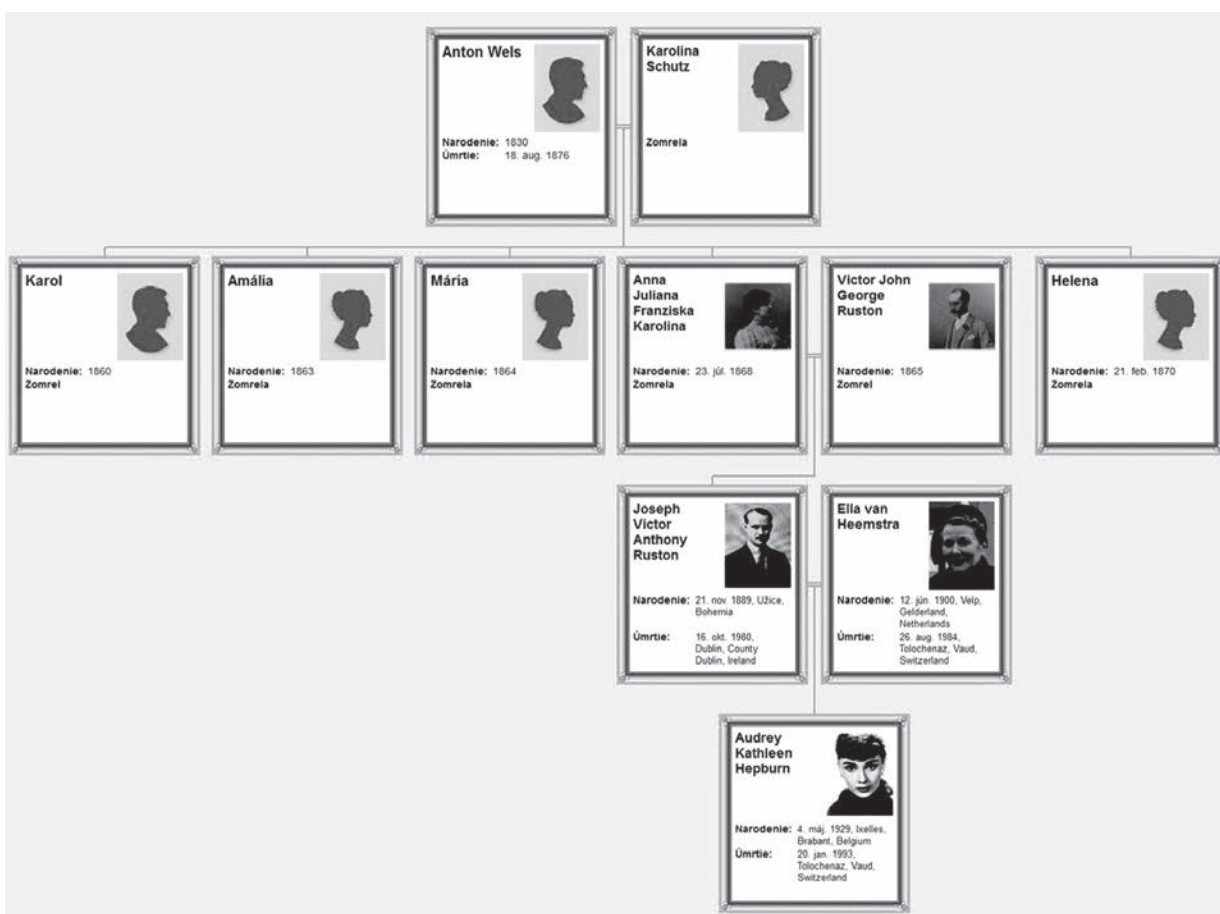 Anton Wels
Narodenie: 1830
Úmrtie: 18. aug. 1876
Karolina
Schutz
Zomrela
Karol
Narodenie: 1860
Zomrel
Amália
Narodenie: 1863
Zomrela
Mária
Narodenie: 1864
Zomrela
Anna
Juliana
Franziska
Karolina
Narodenie: 23. júl. 1868
Zomrela
Victor John
George
Ruston
Narodenie: 1865
Zomrel
Helena
Narodenie: 21. feb. 1870
Zomrela
Joseph
Victor
Anthony
Ruston
Narodenie: 21. nov. 1889, Užice,
Bohemia
Úmrtie: 16. okt. 1980,
Dublin, County
Dublin, Ireland
Ella van
Heemstra
Narodenie: 12. jún. 1900, Velp,
Gelderland,
Netherlands
Úmrtie: 26. aug. 1984,
Tolochenaz, Vaud,
Switzerland
Audrey
Kathleen
Hepburn
Narodenie: 4. máj. 1929, Ixelles,
Brabant, Belgium
Úmrtie: 20. jan. 1993,
Tolochenaz, Vaud,
Switzerland